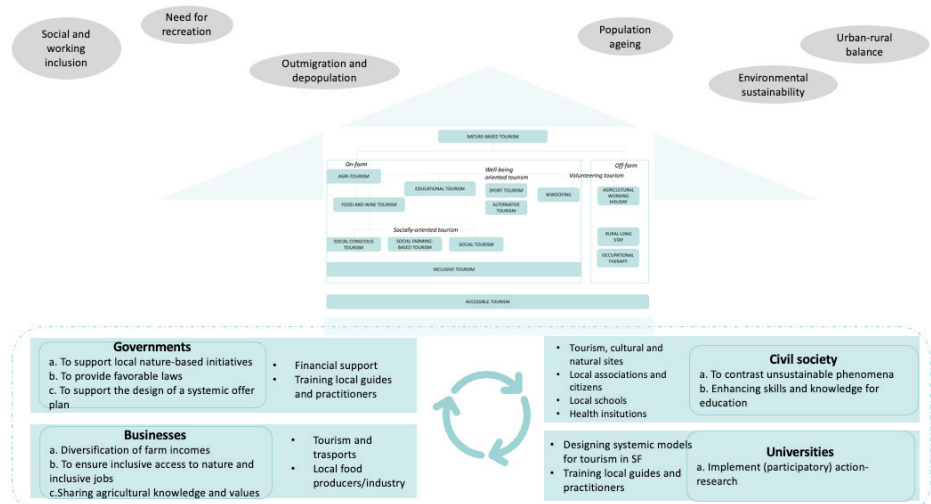 Social and
working
inclusion
Need for
recreation
Outmigration and
depopulation
Population
ageing
Environmental
sustainability
Urban-rural
balance
NATURE-BASED TOURISM
On-farm
AGRI-TOURISM
EDUCATIONAL TOURISM
FOOD AND WINE TOURISM
Well-being
oriented tourism
SPORT TOURISM
ALTERNATIVE
TOURISM
Volunteering tourism
WWOOFING
Off-farm
AGRICULTURAL
WORKING
HOLIDAY
RURAL LONG
STAY
OCCUPATIONAL
THERAPY
Socially-oriented tourism
SOCIAL CONSCIOUS
TOURISM
SOCIAL FARMING-
BASED TOURISM
SOCIAL TOURISM
INCLUSIVE TOURISM
ACCESSIBLE TOURISM
Governments
a. To support local nature-based initiatives
b. To provide favorable laws
c. To support the design of a systemic offer
plan
• Financial support
• Training local guides
and practitioners
Businesses
a. Diversification of farm incomes
b. To ensure inclusive access to nature and
inclusive jobs
c.Sharing agricultural knowledge and values
• Tourism and
trasports
• Local food
producers/industry
• Tourism, cultural and
natural sites
• Local associations and
citizens
• Local schools
• Health insitutions
Civil society
a. To contrast unsustainable phenomena
b. Enhancing skills and knowledge for
education
• Designing systemic models
for tourism in SF
• Training local guides and
practitioners
Universities
a. Implement (participatory) action-
research